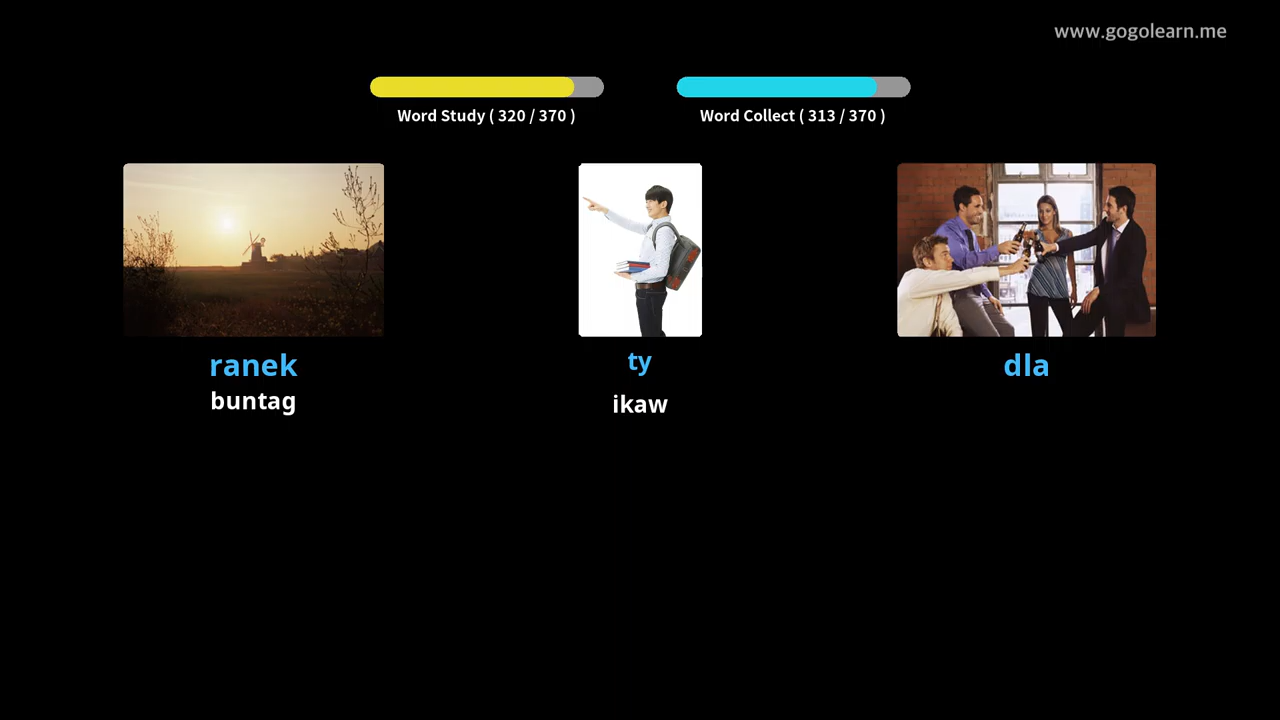 www.gogolearn.me
Word Study ( 320 / 370 )
Word Collect ( 313 / 370 )
ranek
buntag
ty
ikaw
dla